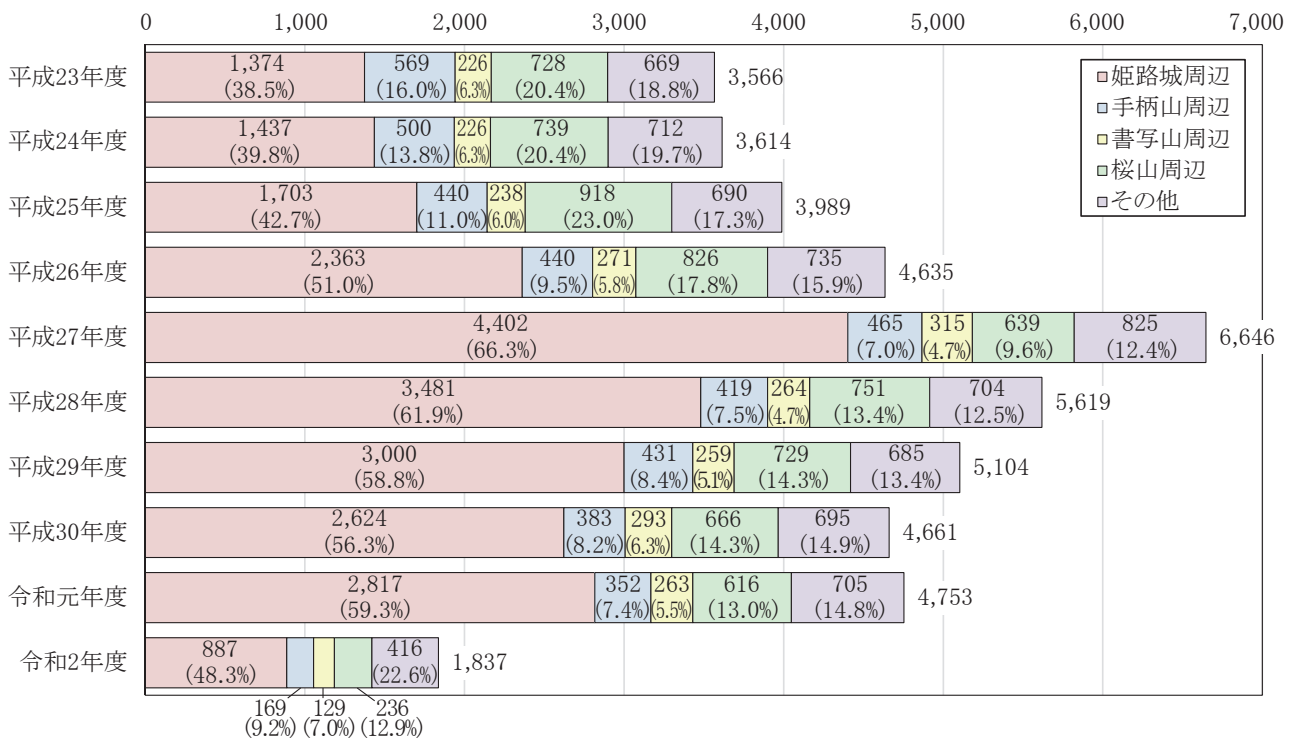 0 1,000 2,000 3,000 4,000 5,000 6,000 7,000
平成23年度 1,374 569 226 728 669 3,566
(38.5%) (16.0%) (6.3%) (20.4%) (18.8%)
平成24年度 1,437 500 226 739 712 3,614
(39.8%) (13.8%) (6.3%) (20.4%) (19.7%)
平成25年度 1,703 440 238 918 690 3,989
(42.7%) (11.0%) (6.0%) (23.0%) (17.3%)
平成26年度 2,363 440 271 826 735 4,635
(51.0%) (9.5%) (5.8%) (17.8%) (15.9%)
平成27年度 4,402 465 315 639 825 6,646
(66.3%) (7.0%) (4.7%) (9.6%) (12.4%)
平成28年度 3,481 419 264 751 704 5,619
(61.9%) (7.5%) (4.7%) (13.4%) (12.5%)
平成29年度 3,000 431 259 729 685 5,104
(58.8%) (8.4%) (5.1%) (14.3%) (13.4%)
平成30年度 2,624 383 293 666 695 4,661
(56.3%) (8.2%) (6.3%) (14.3%) (14.9%)
令和元年度 2,817 352 263 616 705 4,753
(59.3%) (7.4%) (5.5%) (13.0%) (14.8%)
令和2年度 887 416 1,837
(48.3%) (22.6%)
169 129 236
(9.2%) (7.0%) (12.9%)
姫路城周辺
手柄山周辺
書写山周辺
桜山周辺
その他